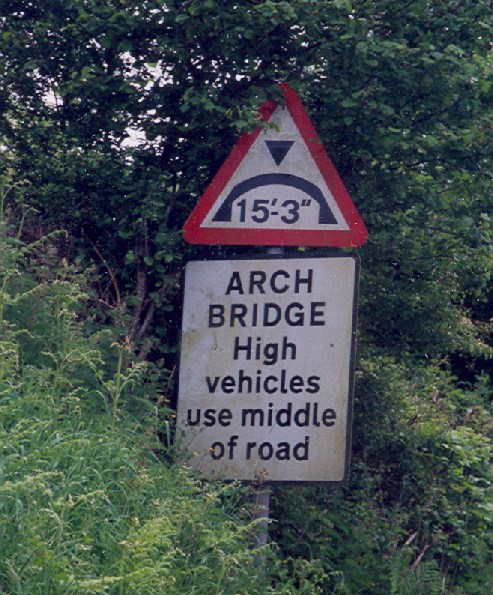 15'-3"
ARCH
BRIDGE
High
vehicles
use middle
of road